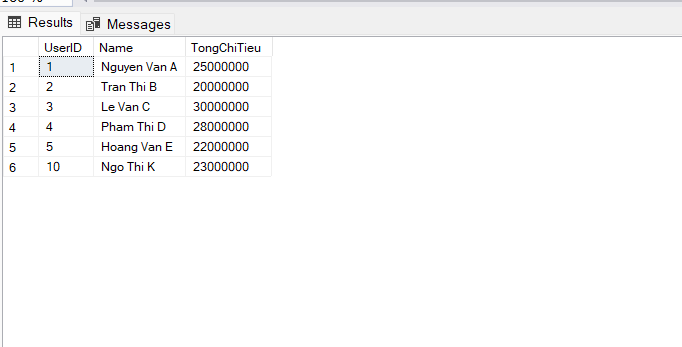 Results Messages
UserID Name TongChiTieu
1 1 Nguyen Van A 25000000
2 2 Tran Thi B 20000000
3 3 Le Van C 30000000
4 4 Pham Thi D 28000000
5 5 Hoang Van E 22000000
6 10 Ngo Thi K 23000000